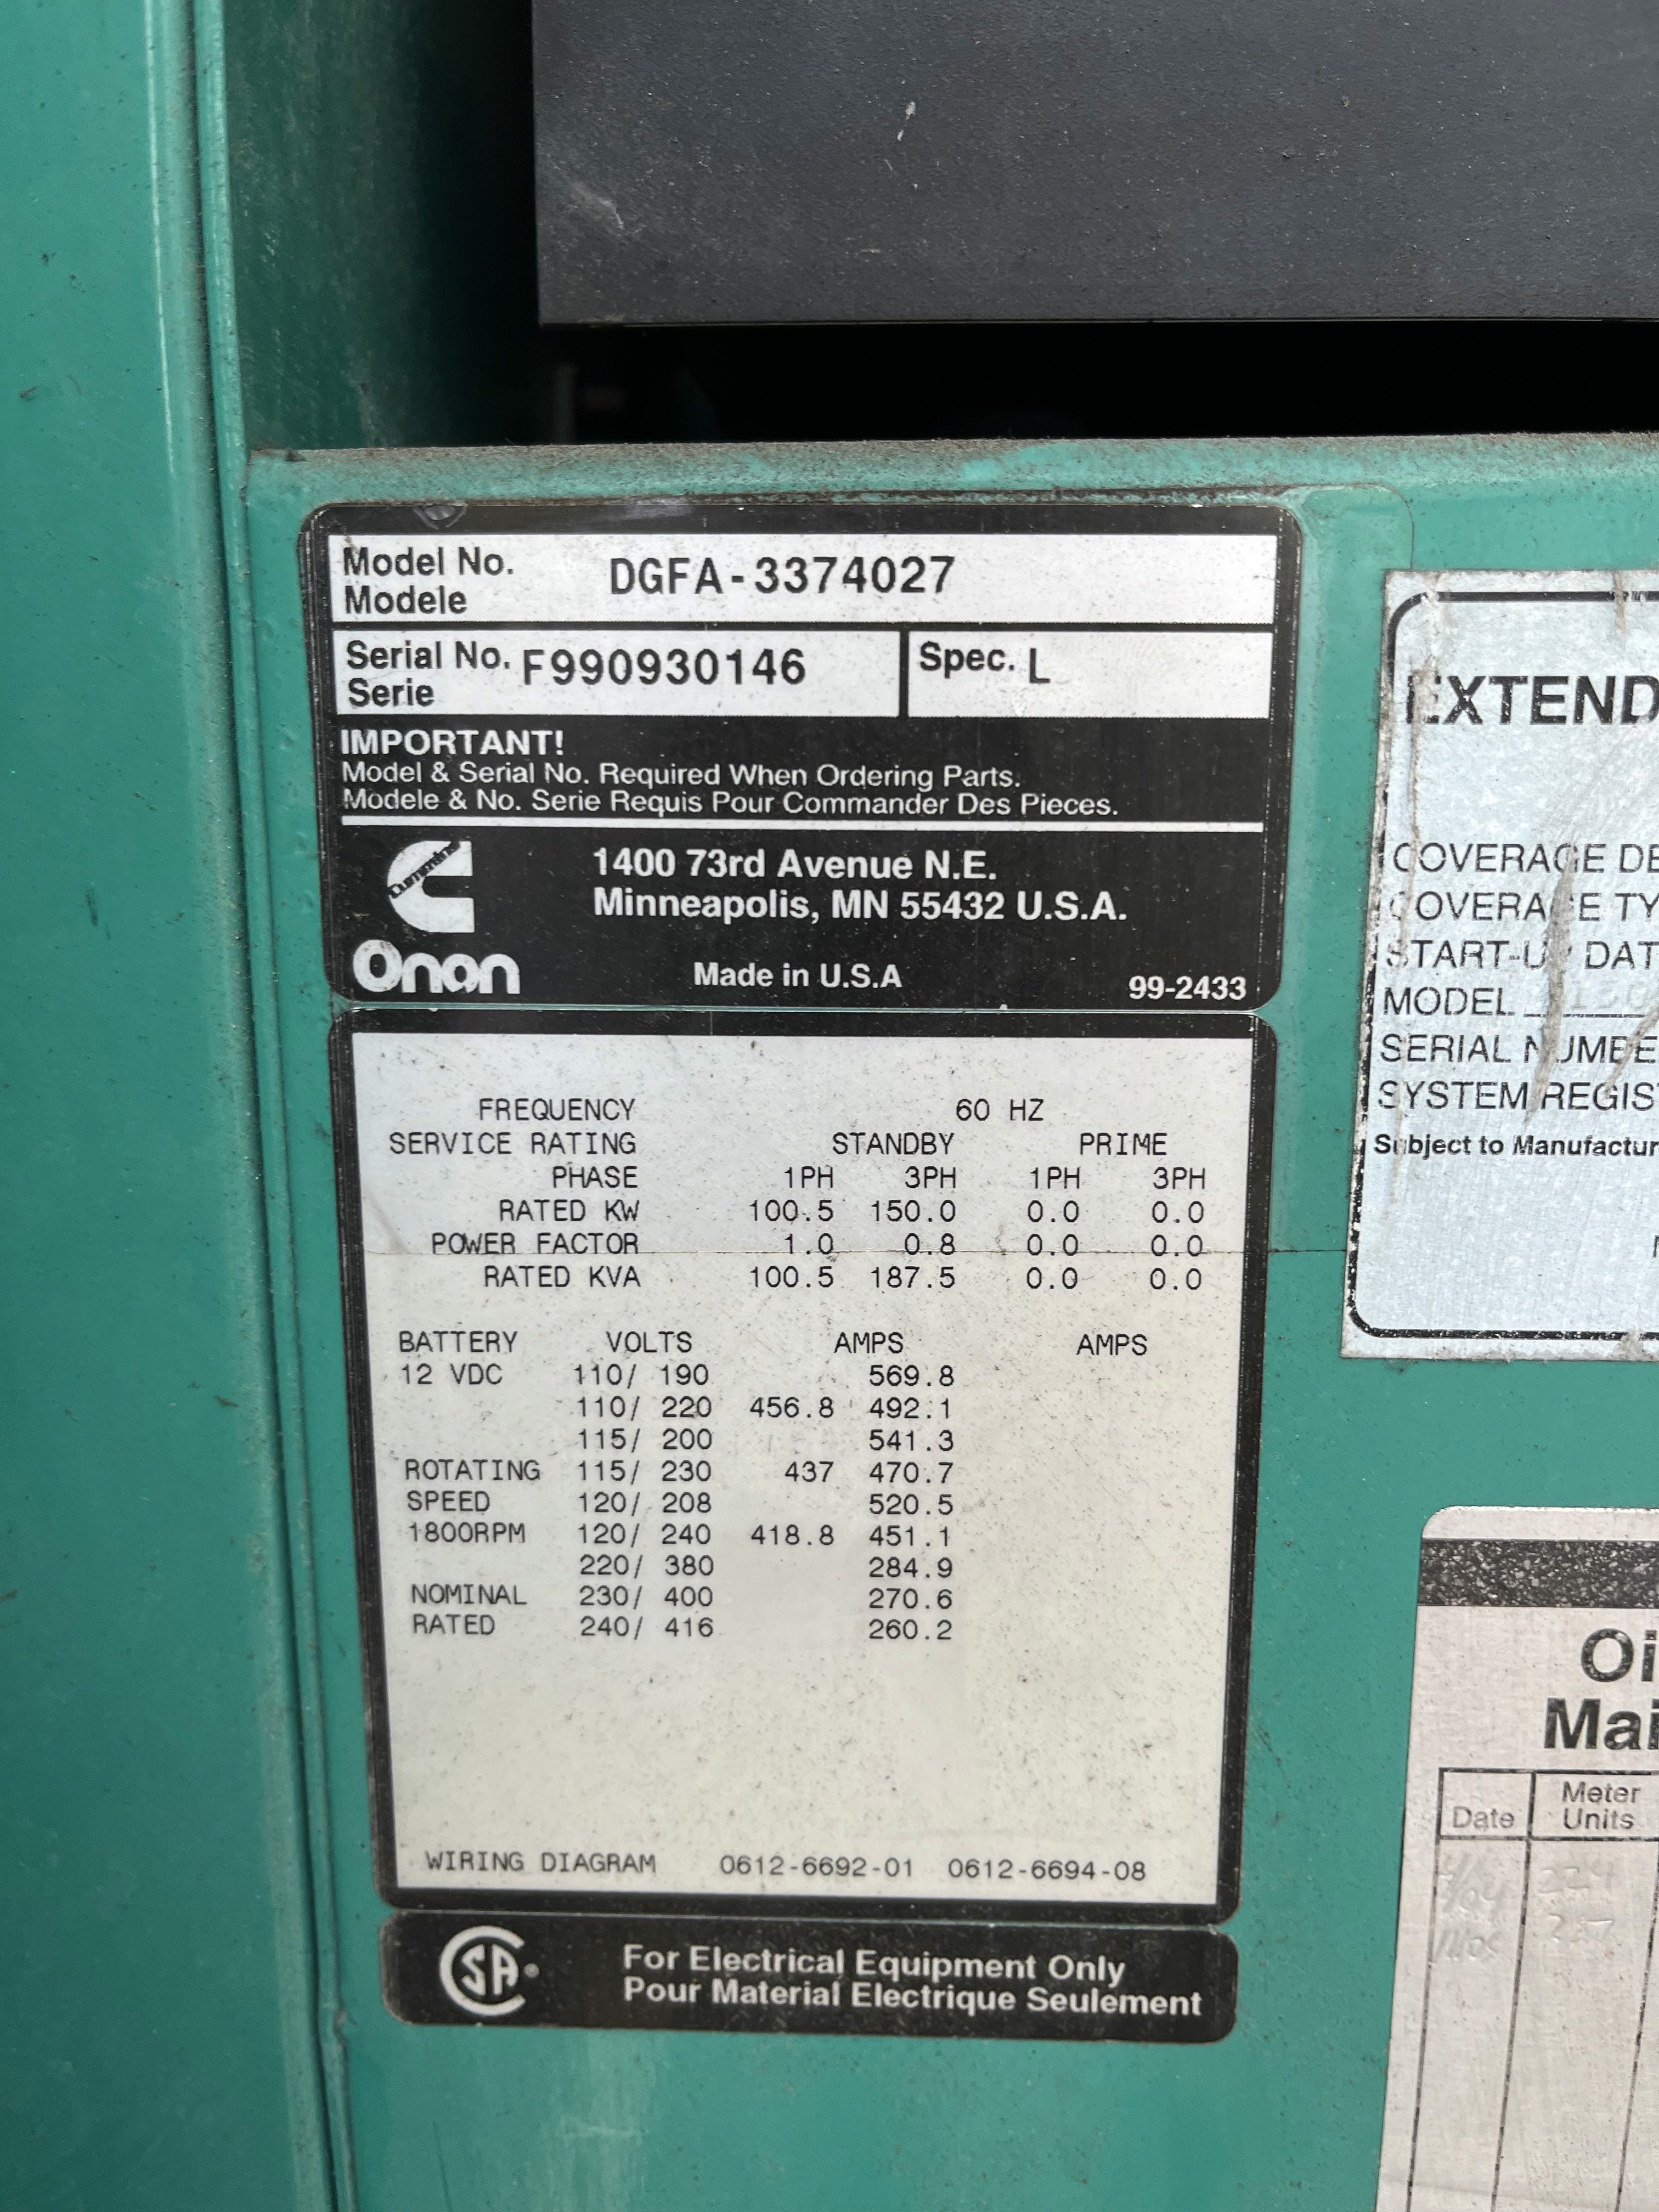 Model No. DGFA-3374027
Modele
Serial No. F990930146 Spec. L
Serie
IMPORTANT!
Model & Serial No. Required When Ordering Parts.
Modele & No. Serie Requis Pour Commander Des Pieces.
Cummins
Onan
1400 73rd Avenue N.E.
Minneapolis, MN 55432 U.S.A.
Made in U.S.A 99-2433
FREQUENCY 60 HZ
SERVICE RATING STANDBY PRIME
PHASE 1PH 3PH 1PH 3PH
RATED KW 100.5 150.0 0.0 0.0
POWER FACTOR 1.0 0.8 0.0 0.0
RATED KVA 100.5 187.5 0.0 0.0
BATTERY VOLTS AMPS AMPS
12 VDC 110/ 190 569.8
110/ 220 456.8 492.1
115/ 200 541.3
ROTATING 115/ 230 437 470.7
SPEED 120/ 208 520.5
1800RPM 120/ 240 418.8 451.1
220/ 380 284.9
NOMINAL 230/ 400 270.6
RATED 240/ 416 260.2
WIRING DIAGRAM 0612-6692-01 0612-6694-08
CSA
For Electrical Equipment Only
Pour Material Electrique Seulement
EXTEND
COVERAGE DE
COVERAGE TY
START-UP DAT
MODEL
SERIAL NUMBE
SYSTEM REGIS
Subject to Manufactur
Oi
Mai
Date Meter Units